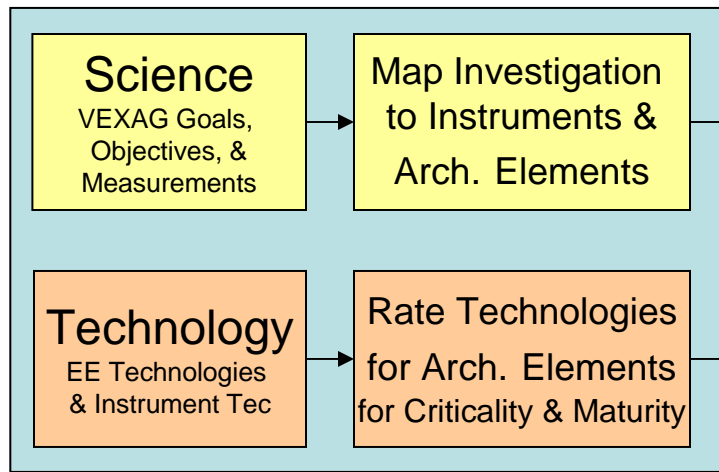 Science
VEXAG Goals,
Objectives, &
Measurements
Map Investigation
to Instruments &
Arch. Elements
Technology
EE Technologies
& Instrument Tec
Rate Technologies
for Arch. Elements
for Criticality & Maturity